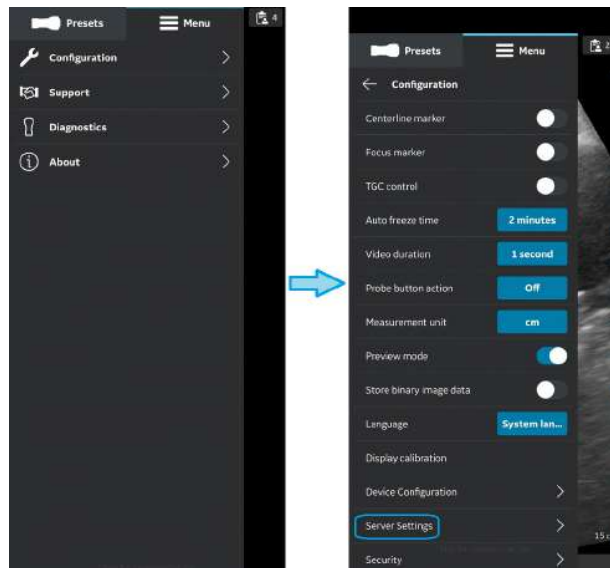 Presets
Menu
4
Configuration
Support
Diagnostics
About
Presets
Menu
2
Configuration
Centerline marker
Focus marker
TGC control
Auto freeze time
2 minutes
Video duration
1 second
Probe button action
Off
Measurement unit
cm
Preview mode
Store binary image data
Language
System lan...
Display calibration
Device Configuration
Server Settings
Security